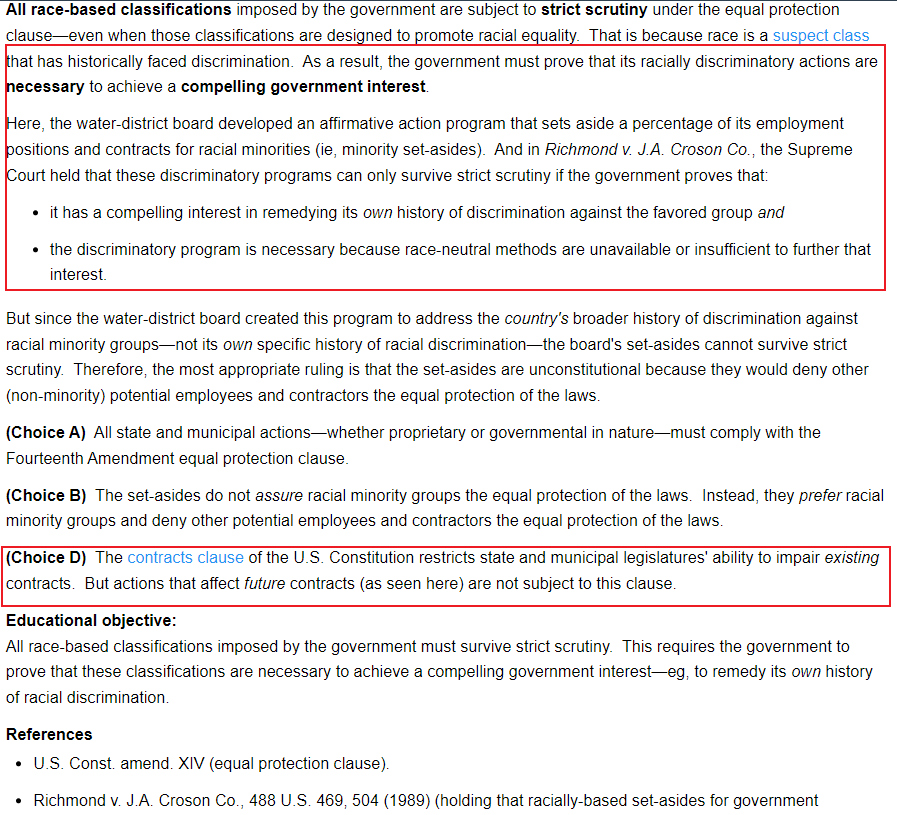 All race-based classifications imposed by the government are subject to strict scrutiny under the equal protection
clause—even when those classifications are designed to promote racial equality.  That is because race is a suspect class
that has historically faced discrimination.  As a result, the government must prove that its racially discriminatory actions are
necessary to achieve a compelling government interest.
Here, the water-district board developed an affirmative action program that sets aside a percentage of its employment
positions and contracts for racial minorities (ie, minority set-asides).  And in Richmond v. J.A. Croson Co., the Supreme
Court held that these discriminatory programs can only survive strict scrutiny if the government proves that:
• it has a compelling interest in remedying its own history of discrimination against the favored group and
• the discriminatory program is necessary because race-neutral methods are unavailable or insufficient to further that
interest.
But since the water-district board created this program to address the country's broader history of discrimination against
racial minority groups—not its own specific history of racial discrimination—the board's set-asides cannot survive strict
scrutiny.  Therefore, the most appropriate ruling is that the set-asides are unconstitutional because they would deny other
(non-minority) potential employees and contractors the equal protection of the laws.
(Choice A)  All state and municipal actions—whether proprietary or governmental in nature—must comply with the
Fourteenth Amendment equal protection clause.
(Choice B)  The set-asides do not assure racial minority groups the equal protection of the laws.  Instead, they prefer racial
minority groups and deny other potential employees and contractors the equal protection of the laws.
(Choice D)  The contracts clause of the U.S. Constitution restricts state and municipal legislatures' ability to impair existing
contracts.  But actions that affect future contracts (as seen here) are not subject to this clause.
Educational objective:
All race-based classifications imposed by the government must survive strict scrutiny.  This requires the government to
prove that these classifications are necessary to achieve a compelling government interest—eg, to remedy its own history
of racial discrimination.
References
• U.S. Const. amend. XIV (equal protection clause).
• Richmond v. J.A. Croson Co., 488 U.S. 469, 504 (1989) (holding that racially-based set-asides for government